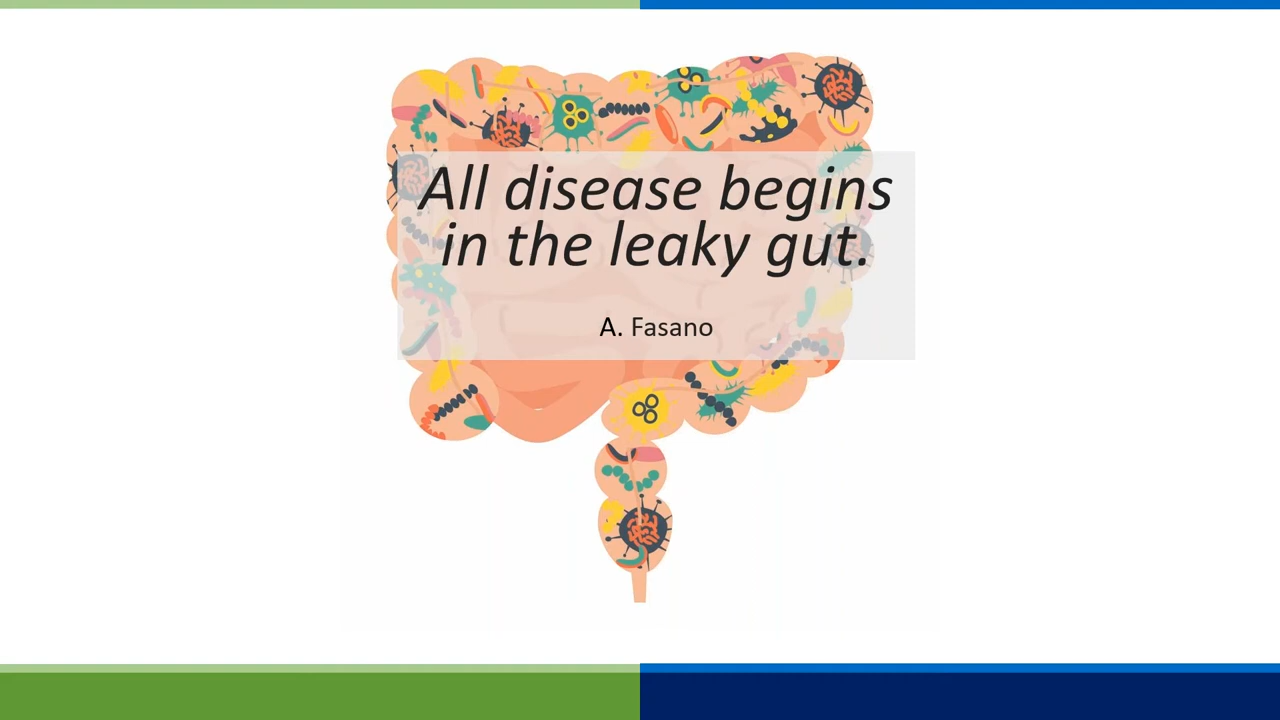 All disease begins
in the leaky gut.
A. Fasano